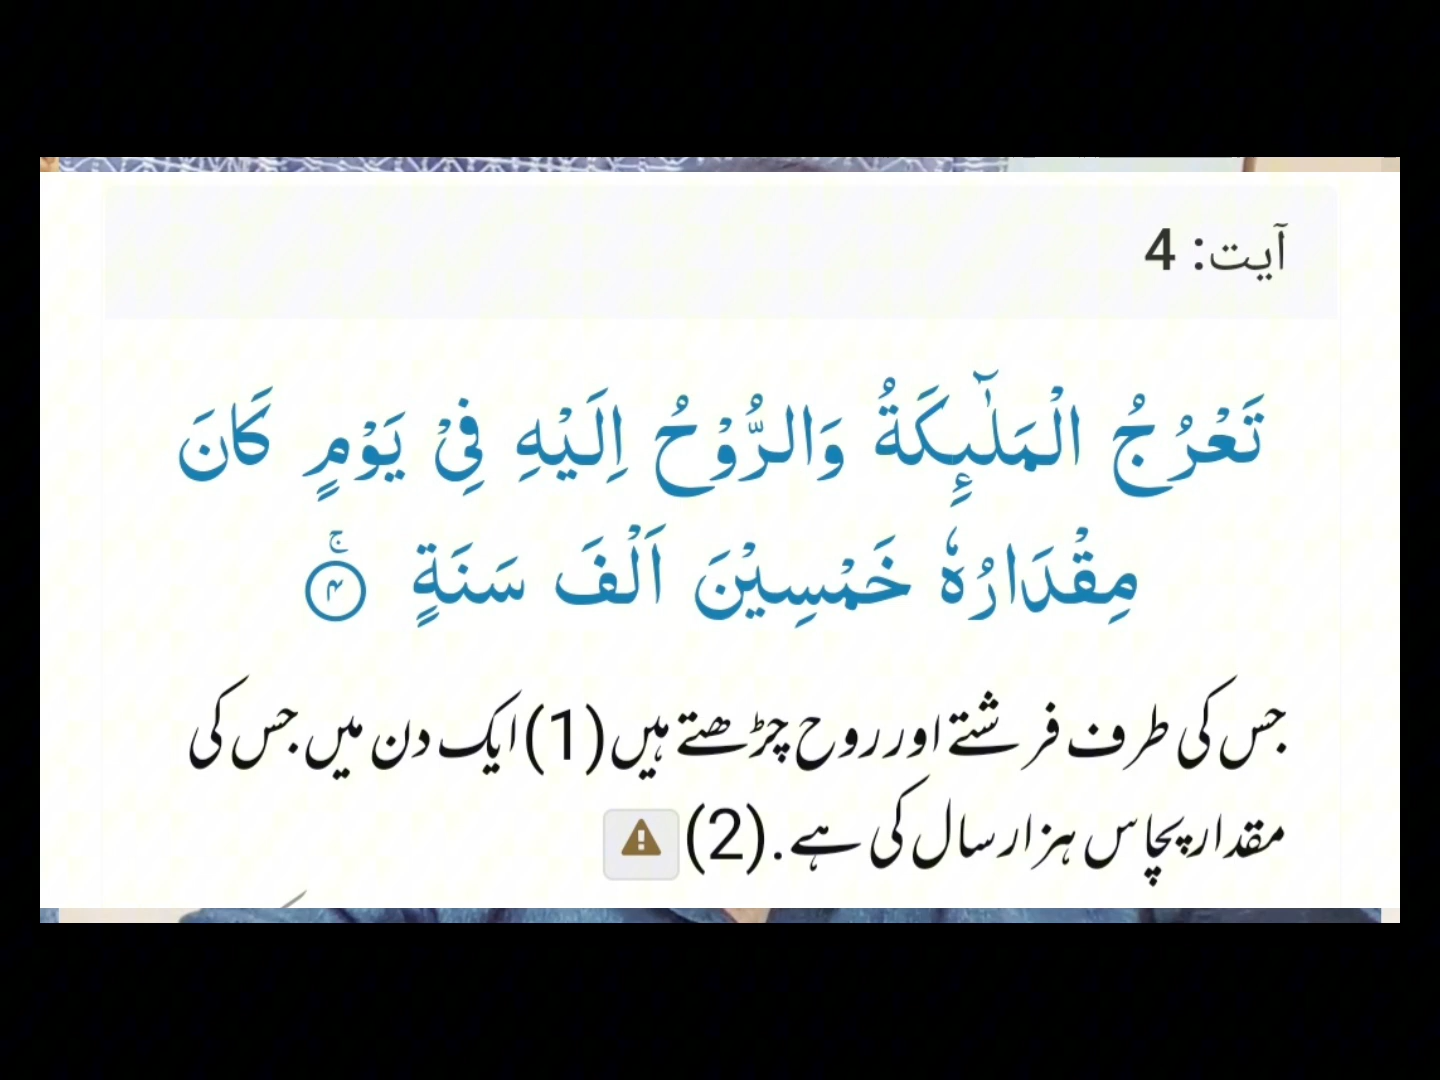 آیت: 4
تَعْرُجُ الْمَلٰٓىِٕكَةُ وَالرُّوْحُ اِلَيْهِ فِيْ يَوْمٍ كَانَ
مِقْدَارُهٗ خَمْسِيْنَ اَلْفَ سَنَةٍ ۚ ۴
جس کی طرف فرشتے اور روح چڑھتے ہیں (1) ایک دن میں جس کی
مقدار پچاس ہزار سال کی ہے. (2)